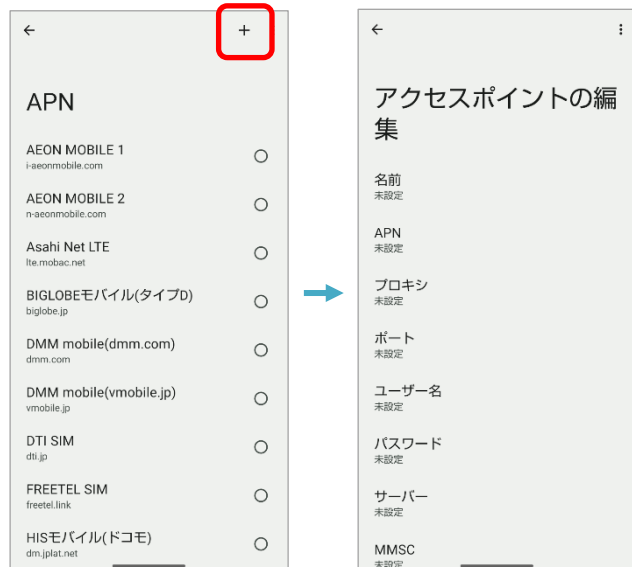 APN
AEON MOBILE 1
i-aeonmobile.com
AEON MOBILE 2
n-aeonmobile.com
Asahi Net LTE
lte.mobac.net
BIGLOBEモバイル(タイプD)
biglobe.jp
DMM mobile(dmm.com)
dmm.com
DMM mobile(vmobile.jp)
vmobile.jp
DTI SIM
dti.jp
FREETEL SIM
freetel.link
HISモバイル(ドコモ)
dm.jplat.net
アクセスポイントの編
集
名前
未設定
APN
未設定
プロキシ
未設定
ポート
未設定
ユーザー名
未設定
パスワード
未設定
サーバー
未設定
MMSC
未設定